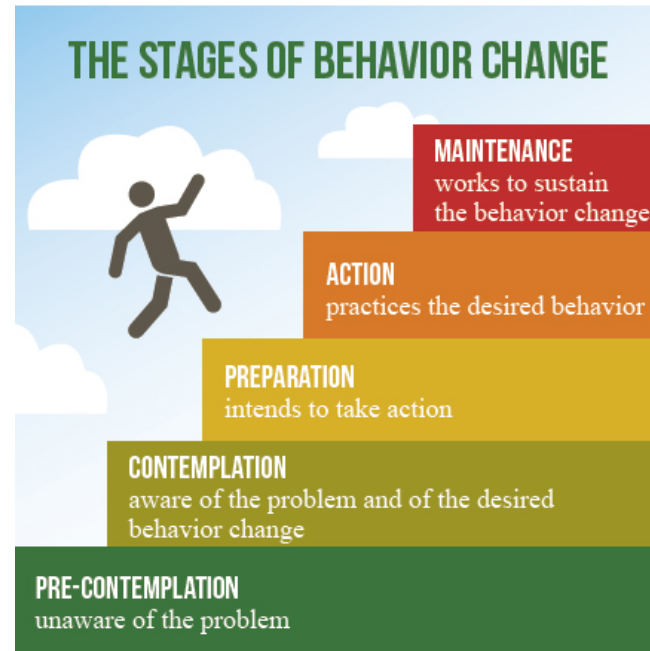 THE STAGES OF BEHAVIOR CHANGE
MAINTENANCE
works to sustain
the behavior change
ACTION
practices the desired behavior
PREPARATION
intends to take action
CONTEMPLATION
aware of the problem and of the desired
behavior change
PRE-CONTEMPLATION
unaware of the problem